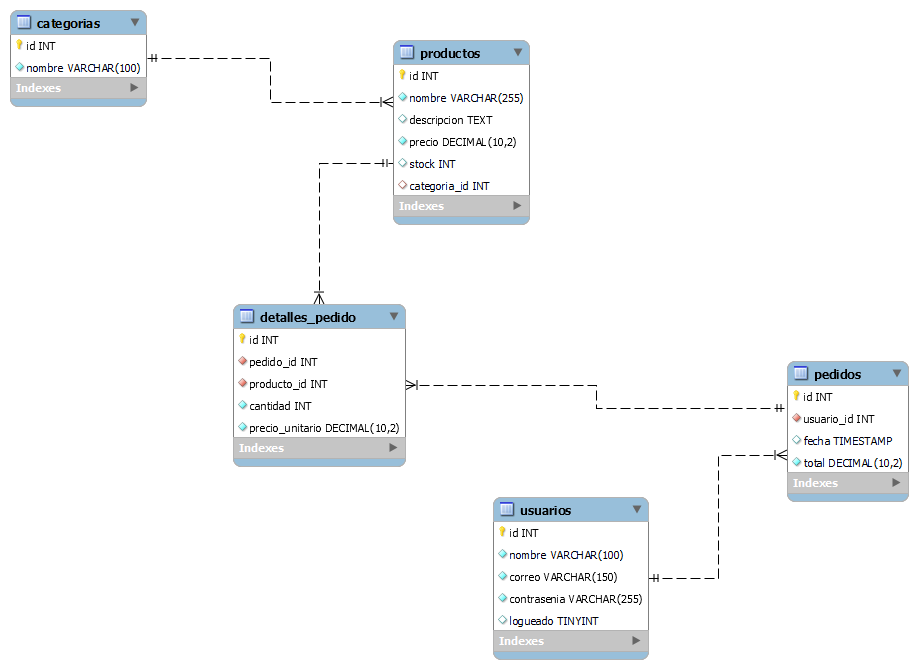 categorias
id INT
nombre VARCHAR(100)
Indexes
productos
id INT
nombre VARCHAR(255)
descripcion TEXT
precio DECIMAL(10,2)
stock INT
categoria_id INT
Indexes
detalles_pedido
id INT
pedido_id INT
producto_id INT
cantidad INT
precio_unitario DECIMAL(10,2)
Indexes
pedidos
id INT
usuario_id INT
fecha TIMESTAMP
total DECIMAL(10,2)
Indexes
usuarios
id INT
nombre VARCHAR(100)
correo VARCHAR(150)
contrasenia VARCHAR(255)
logueado TINYINT
Indexes